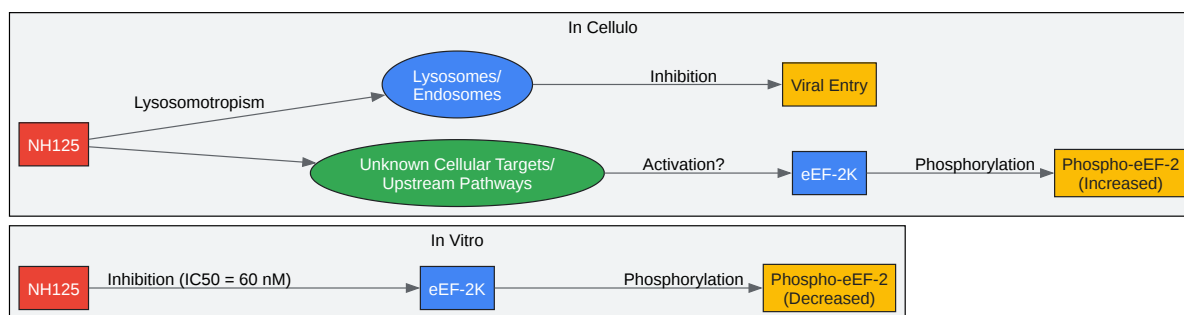 In Cellulo
Lysosomes/
Endosomes
Inhibition
Viral Entry
Lysosomotropism
NH125
Unknown Cellular Targets/
Upstream Pathways
Activation?
eEF-2K
Phosphorylation
Phospho-eEF-2
(Increased)
In Vitro
NH125
Inhibition (IC50 = 60 nM)
eEF-2K
Phosphorylation
Phospho-eEF-2
(Decreased)